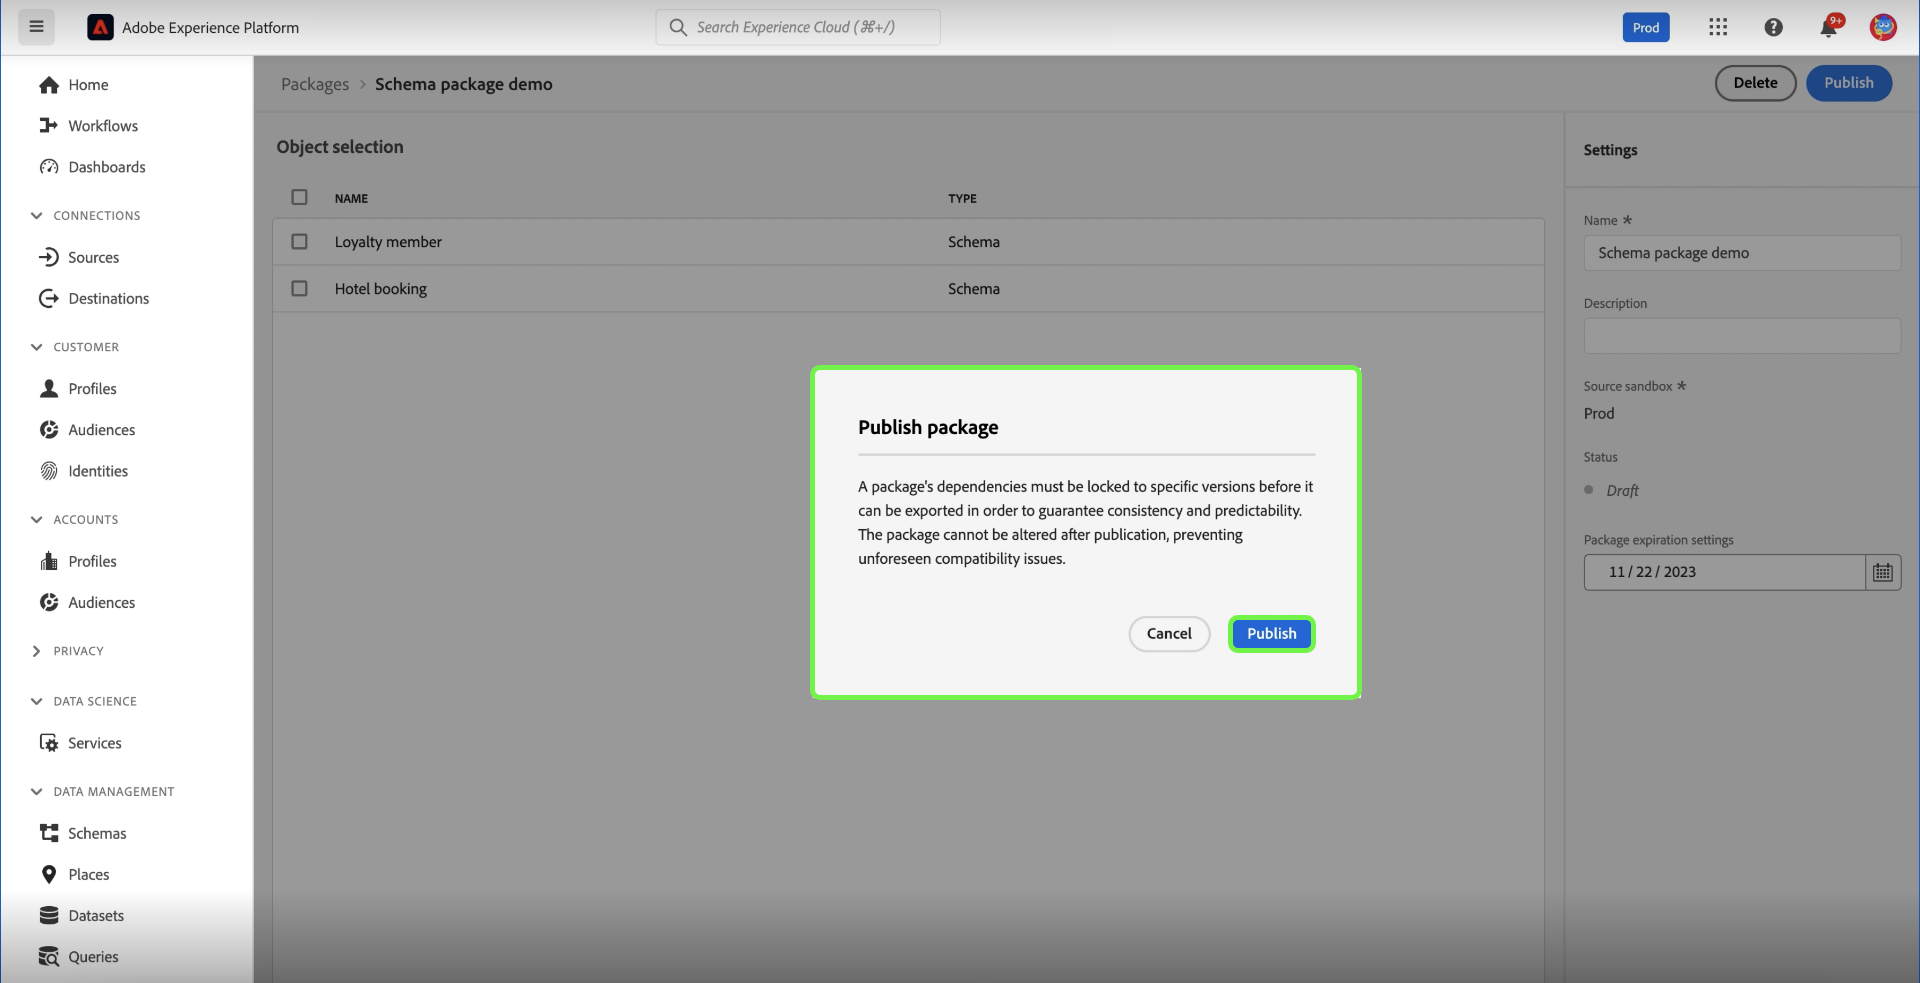 Adobe Experience Platform
Search Experience Cloud (⌘+/)
Prod
9+
Home
Workflows
Dashboards
CONNECTIONS
Sources
Destinations
CUSTOMER
Profiles
Audiences
Identities
ACCOUNTS
Profiles
Audiences
PRIVACY
DATA SCIENCE
Services
DATA MANAGEMENT
Schemas
Places
Datasets
Queries
Packages > Schema package demo
Delete
Publish
Object selection
NAME TYPE
Loyalty member Schema
Hotel booking Schema
Publish package
A package's dependencies must be locked to specific versions before it
can be exported in order to guarantee consistency and predictability.
The package cannot be altered after publication, preventing
unforeseen compatibility issues.
Cancel
Publish
Settings
Name *
Schema package demo
Description
Source sandbox *
Prod
Status
Draft
Package expiration settings
11 / 22 / 2023